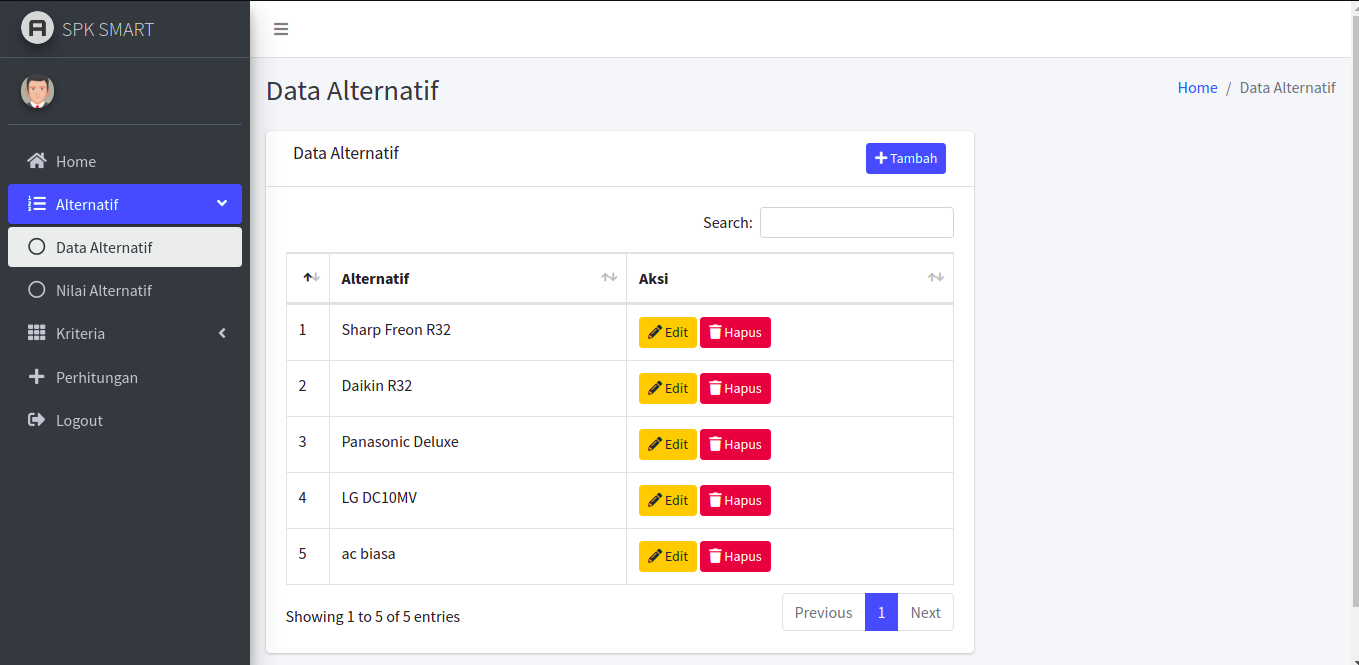 SPK SMART
Home
Alternatif
Data Alternatif
Nilai Alternatif
Kriteria
Perhitungan
Logout
Data Alternatif
Home / Data Alternatif
Data Alternatif
Tambah
Search:
Alternatif Aksi
1 Sharp Freon R32 Edit Hapus
2 Daikin R32 Edit Hapus
3 Panasonic Deluxe Edit Hapus
4 LG DC10MV Edit Hapus
5 ac biasa Edit Hapus
Showing 1 to 5 of 5 entries
Previous 1 Next